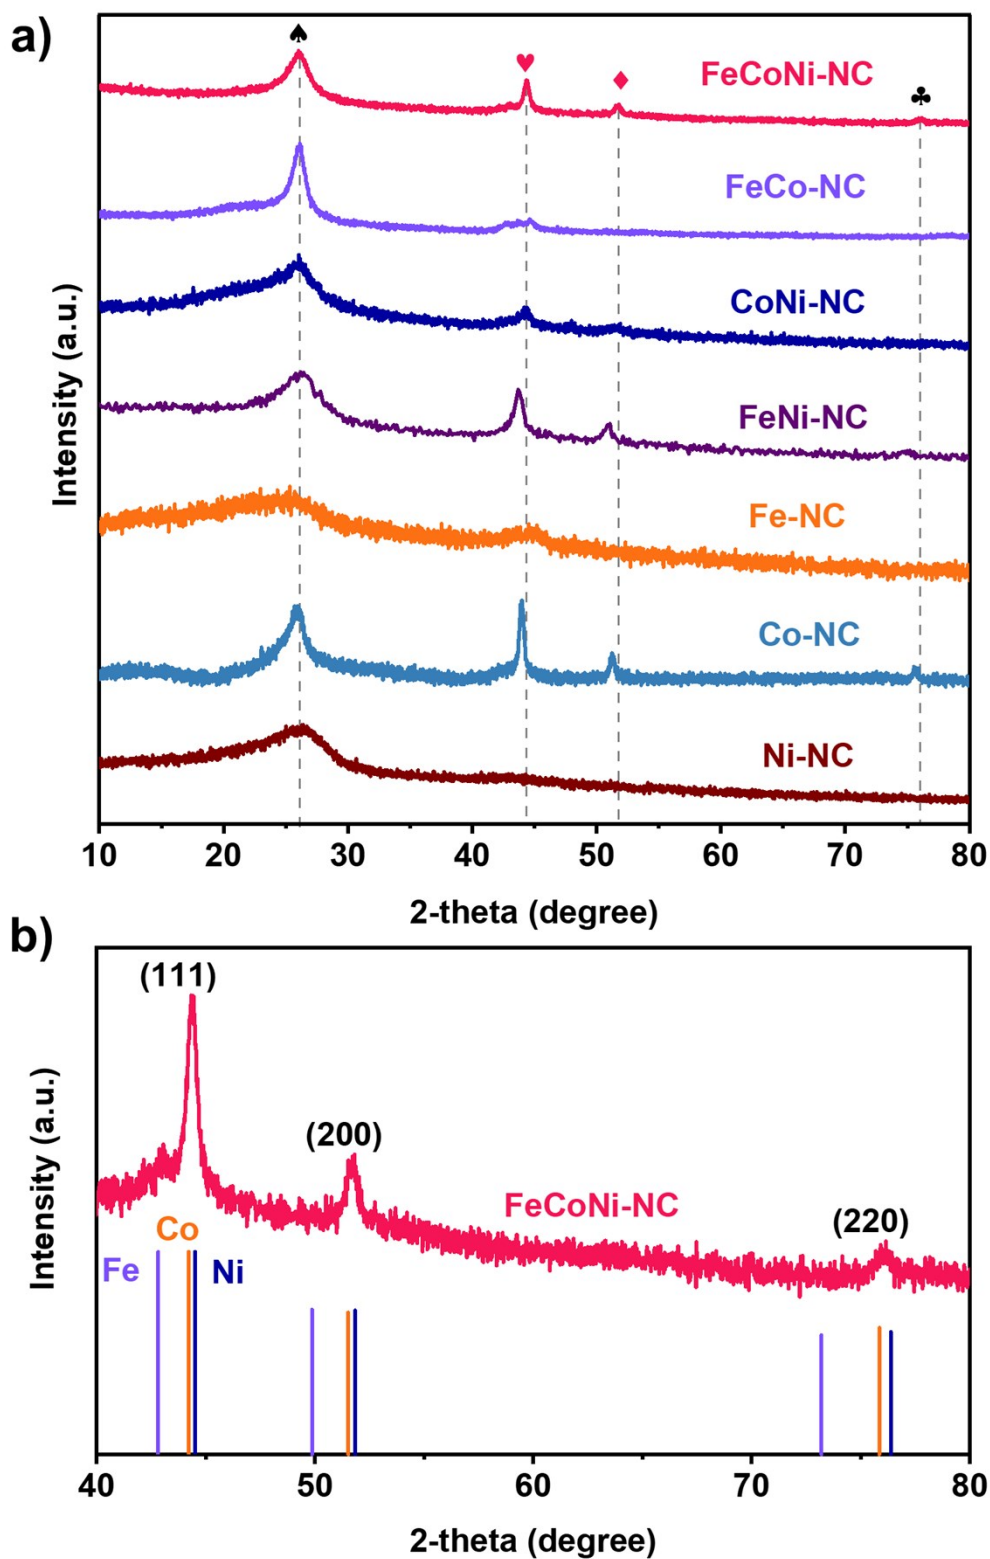 a)
♠
♥
♦
♣
FeCoNi-NC
FeCo-NC
CoNi-NC
FeNi-NC
Fe-NC
Co-NC
Ni-NC
Intensity (a.u.)
10 20 30 40 50 60 70 80
2-theta (degree)
b)
(111)
(200)
(220)
FeCoNi-NC
Co
Fe
Ni
Intensity (a.u.)
40 50 60 70 80
2-theta (degree)